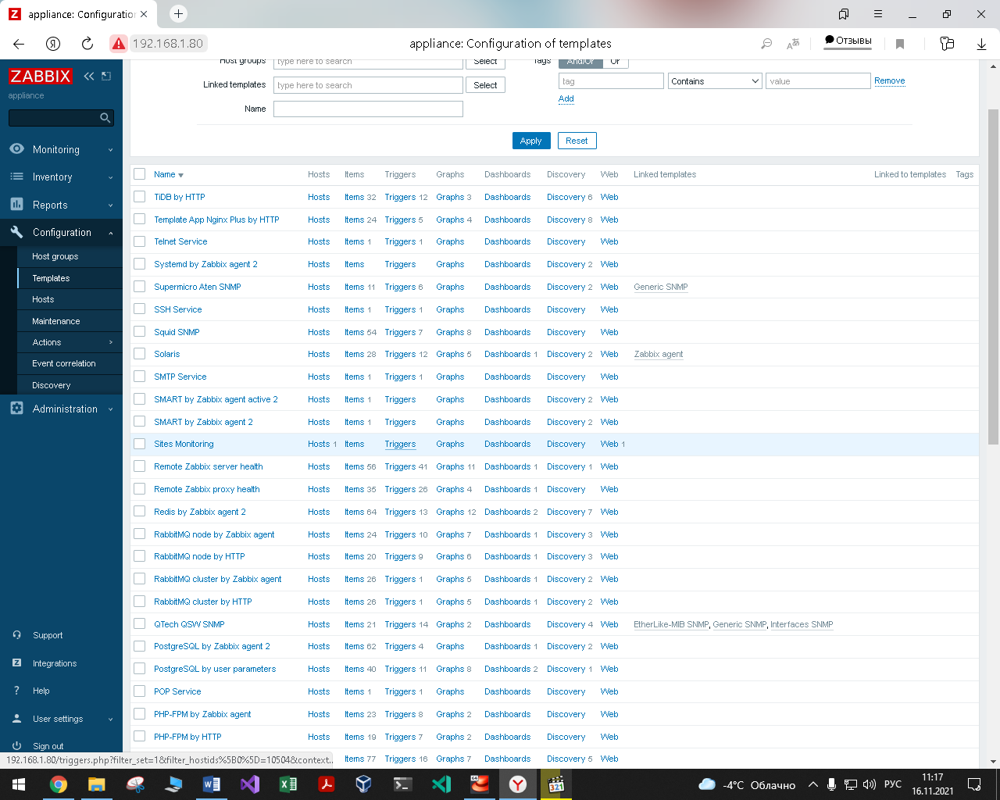 appliance: Configuration
192.168.1.80
appliance: Configuration of templates
Отзывы
ZABBIX
appliance
Monitoring
Inventory
Reports
Configuration
Host groups
Templates
Hosts
Maintenance
Actions
Event correlation
Discovery
Administration
Support
Integrations
Help
User settings
Sign out
Host groups type here to search Select Tags And/Or Or
Linked templates type here to search Select tag Contains value Remove
Add
Name
Apply Reset
Name Hosts Items Triggers Graphs Dashboards Discovery Web Linked templates Linked to templates Tags
TiDB by HTTP Hosts Items 32 Triggers 12 Graphs 3 Dashboards Discovery 6 Web
Template App Nginx Plus by HTTP Hosts Items 24 Triggers 5 Graphs 4 Dashboards Discovery 8 Web
Telnet Service Hosts Items 1 Triggers 1 Graphs Dashboards Discovery Web
Systemd by Zabbix agent 2 Hosts Items Triggers Graphs Dashboards Discovery 2 Web
Supermicro Aten SNMP Hosts Items 11 Triggers 6 Graphs Dashboards Discovery 2 Web Generic SNMP
SSH Service Hosts Items 1 Triggers 1 Graphs Dashboards Discovery Web
Squid SNMP Hosts Items 54 Triggers 7 Graphs 8 Dashboards Discovery Web
Solaris Hosts Items 28 Triggers 12 Graphs 5 Dashboards 1 Discovery 2 Web Zabbix agent
SMTP Service Hosts Items 1 Triggers 1 Graphs Dashboards Discovery Web
SMART by Zabbix agent active 2 Hosts Items 1 Triggers Graphs Dashboards Discovery 2 Web
SMART by Zabbix agent 2 Hosts Items 1 Triggers Graphs Dashboards Discovery 2 Web
Sites Monitoring Hosts 1 Items Triggers Graphs Dashboards Discovery Web 1
Remote Zabbix server health Hosts Items 56 Triggers 41 Graphs 11 Dashboards 1 Discovery 1 Web
Remote Zabbix proxy health Hosts Items 35 Triggers 26 Graphs 4 Dashboards 1 Discovery Web
Redis by Zabbix agent 2 Hosts Items 64 Triggers 13 Graphs 12 Dashboards 2 Discovery 7 Web
RabbitMQ node by Zabbix agent Hosts Items 24 Triggers 10 Graphs 7 Dashboards 1 Discovery 3 Web
RabbitMQ node by HTTP Hosts Items 20 Triggers 9 Graphs 6 Dashboards 1 Discovery 3 Web
RabbitMQ cluster by Zabbix agent Hosts Items 26 Triggers 1 Graphs 5 Dashboards 1 Discovery 2 Web
RabbitMQ cluster by HTTP Hosts Items 26 Triggers 1 Graphs 5 Dashboards 1 Discovery 2 Web
QTech QSW SNMP Hosts Items 21 Triggers 14 Graphs 2 Dashboards Discovery 4 Web EtherLike-MIB SNMP, Generic SNMP, Interfaces SNMP
PostgreSQL by Zabbix agent 2 Hosts Items 62 Triggers 4 Graphs Dashboards 1 Discovery 2 Web
PostgreSQL by user parameters Hosts Items 40 Triggers 11 Graphs 8 Dashboards 2 Discovery 1 Web
POP Service Hosts Items 1 Triggers 1 Graphs Dashboards Discovery Web
PHP-FPM by Zabbix agent Hosts Items 23 Triggers 8 Graphs 2 Dashboards Discovery Web
PHP-FPM by HTTP Hosts Items 19 Triggers 7 Graphs 2 Dashboards Discovery Web
Items 77 Triggers 16 Graphs 7 Dashboards Discovery 5 Web
192.168.1.80/triggers.php?filter_set=1&filter_hostids%5B0%5D=10504&context...
-4°C Облачно РУС 11:17
16.11.2021